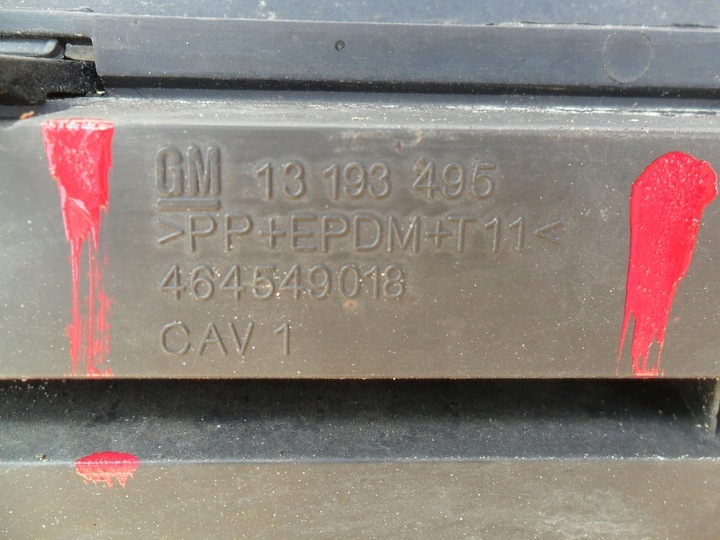 GM 13 193 495
>PP+EPDM+T11<
464549018
CAV 1